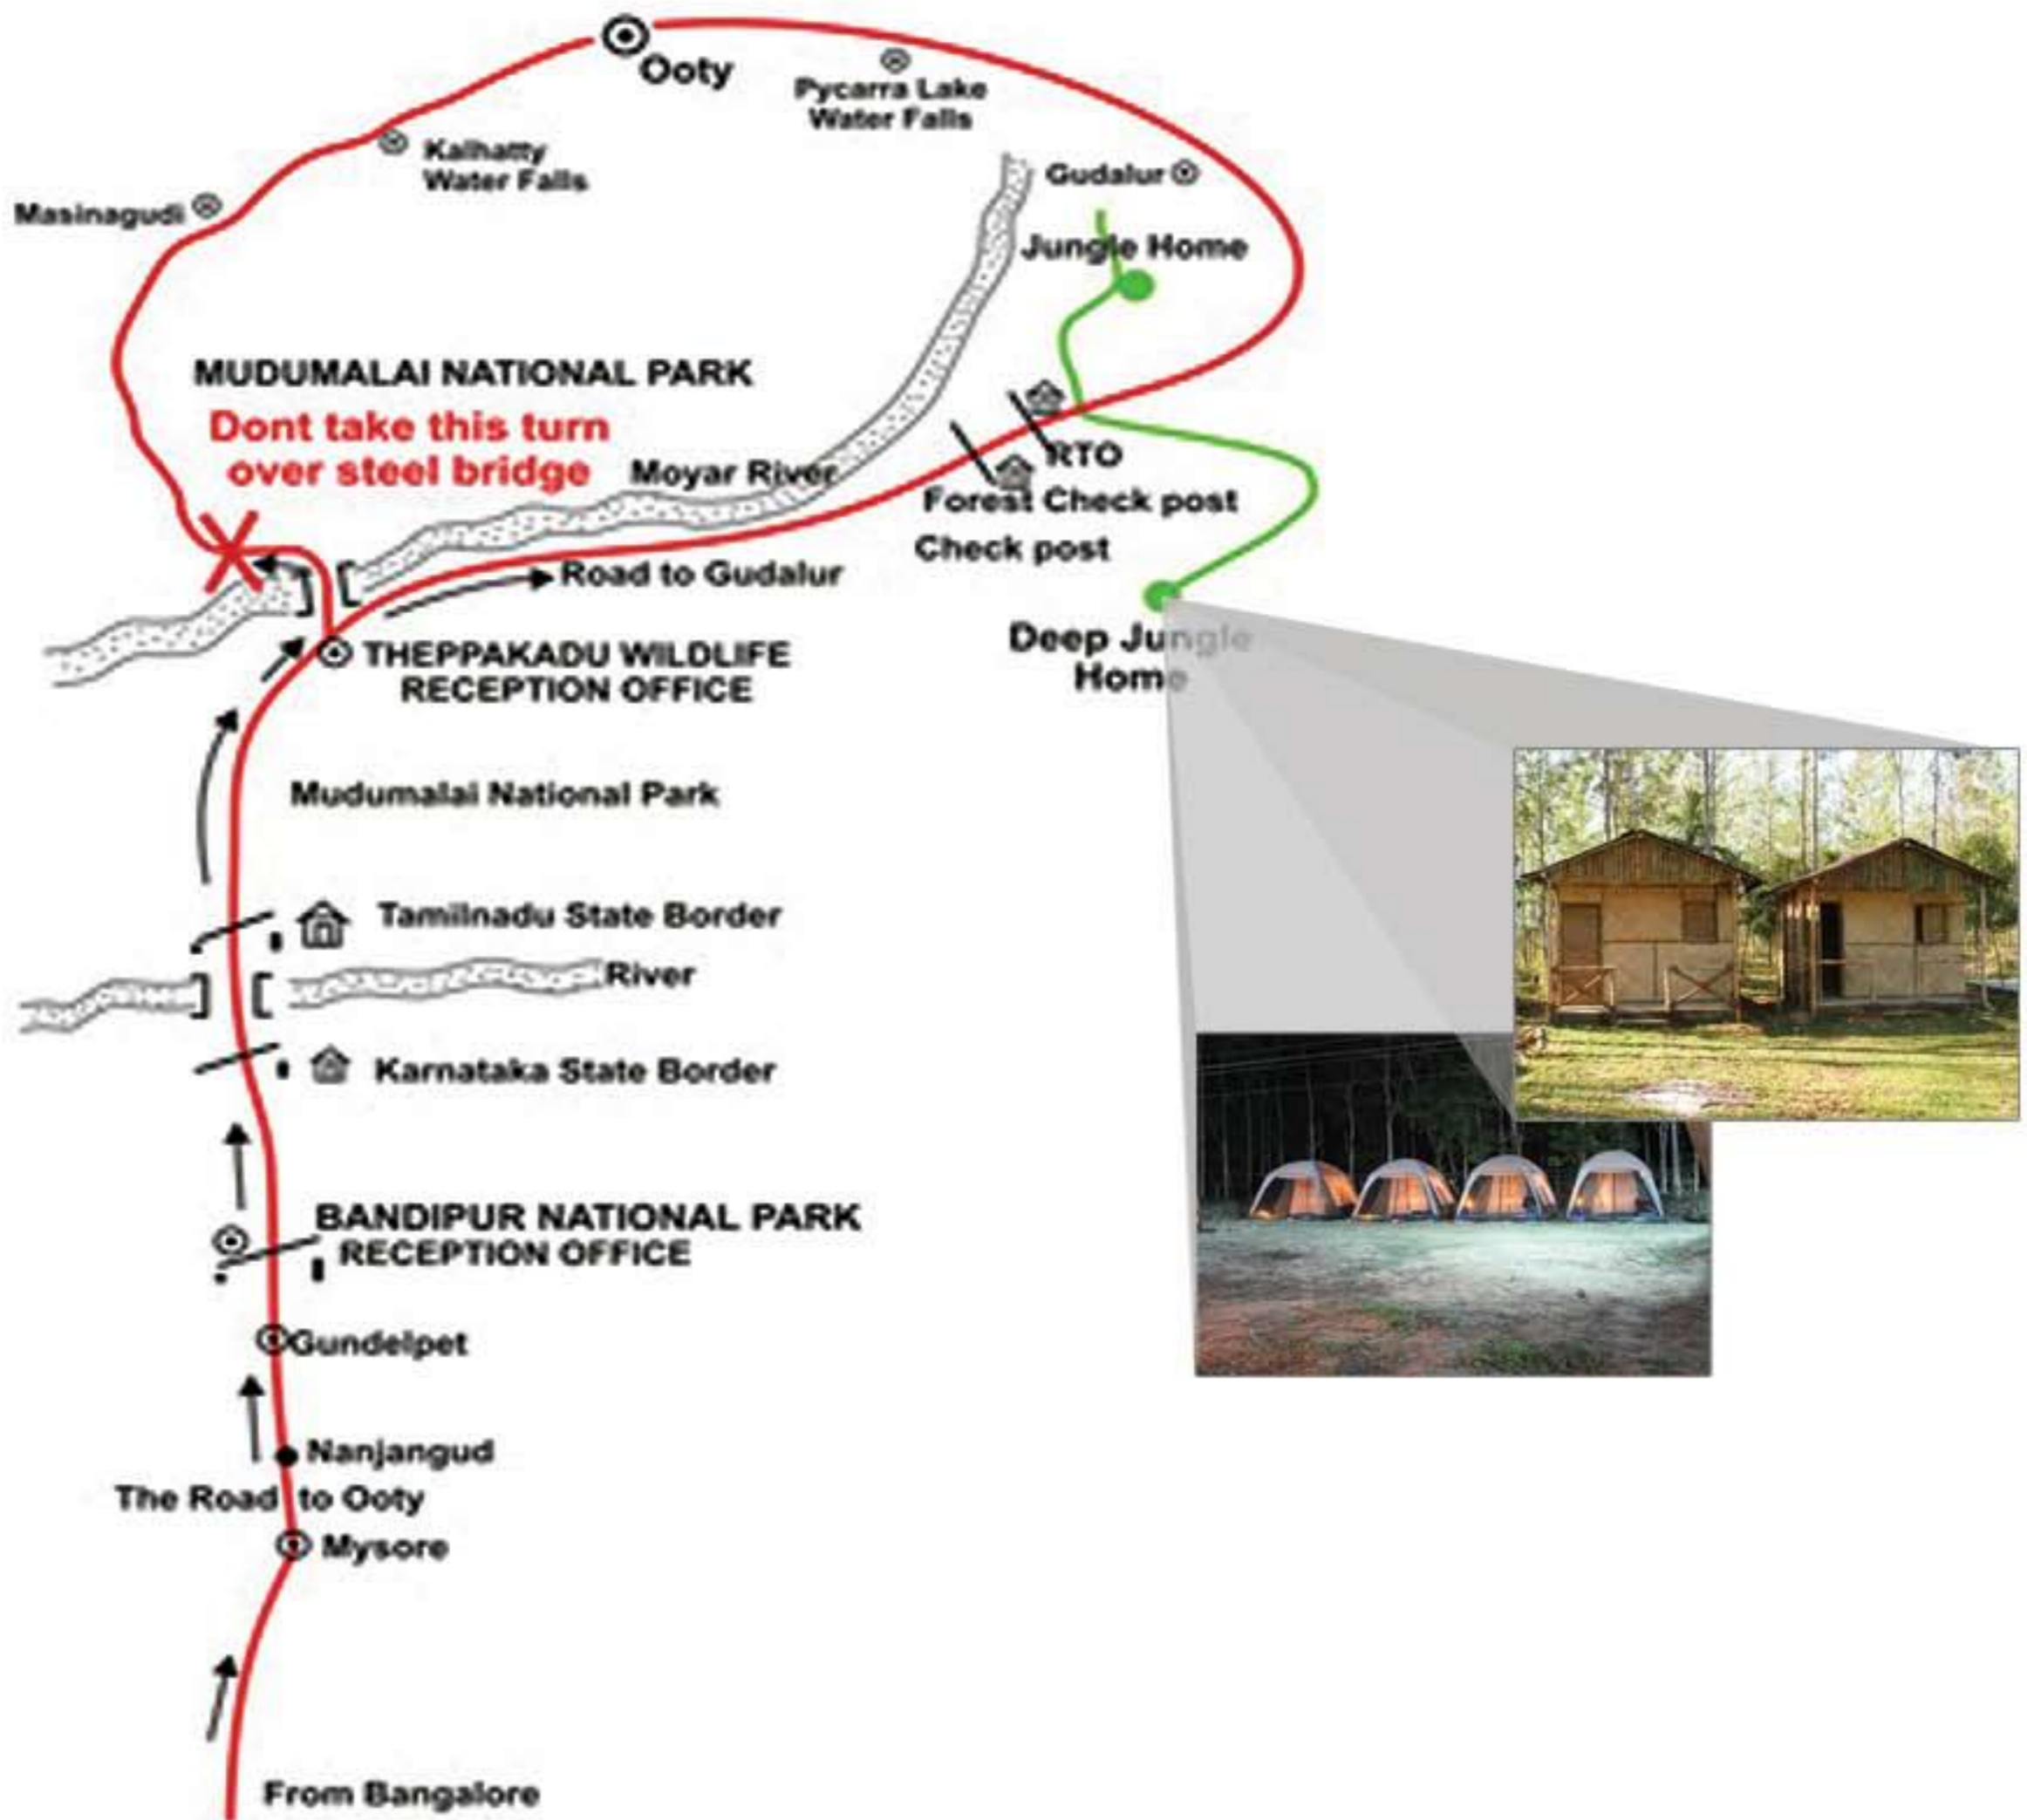 Ooty
Pycarra Lake
Water Falls
Kalhatty
Water Falls
Gudalur
Masinagudi
Jungle Home
MUDUMALAI NATIONAL PARK
Dont take this turn
over steel bridge
Moyar River
RTO
Forest Check post
Check post
Road to Gudalur
THEPPAKADU WILDLIFE
RECEPTION OFFICE
Deep Jungle
Home
Mudumalai National Park
Tamilnadu State Border
River
Karnataka State Border
BANDIPUR NATIONAL PARK
RECEPTION OFFICE
Gundelpet
Nanjangud
The Road to Ooty
Mysore
From Bangalore